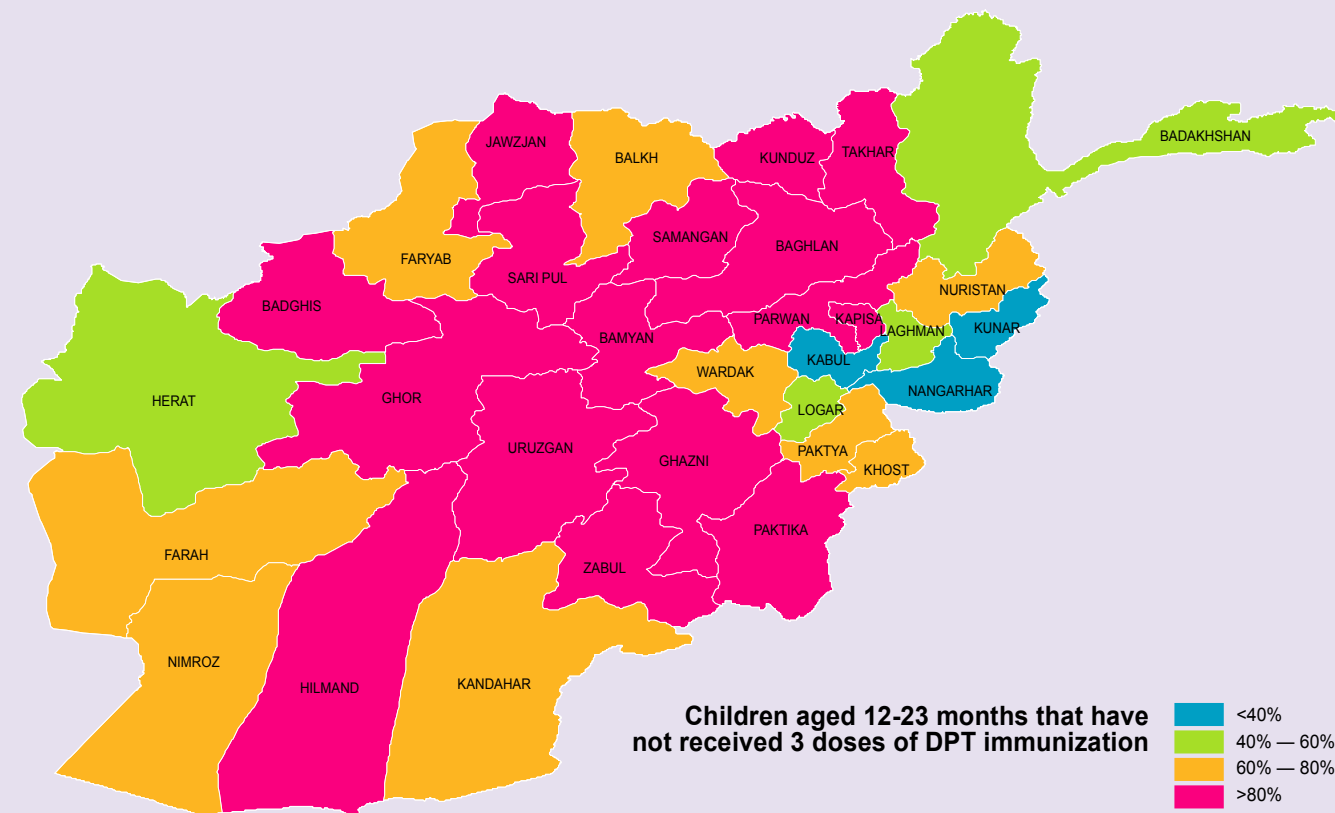 JAWZJAN
BALKH
KUNDUZ
TAKHAR
BADAKHSHAN
SAMANGAN
BAGHLAN
FARYAB
SARI PUL
NURISTAN
BADGHIS
PARWAN
KAPISA
LAGHMAN
KUNAR
BAMYAN
KABUL
WARDAK
NANGARHAR
HERAT
GHOR
LOGAR
URUZGAN
GHAZNI
PAKTYA
KHOST
PAKTIKA
FARAH
ZABUL
NIMROZ
HILMAND
KANDAHAR
Children aged 12-23 months that have
not received 3 doses of DPT immunization
<40%
40% — 60%
60% — 80%
>80%